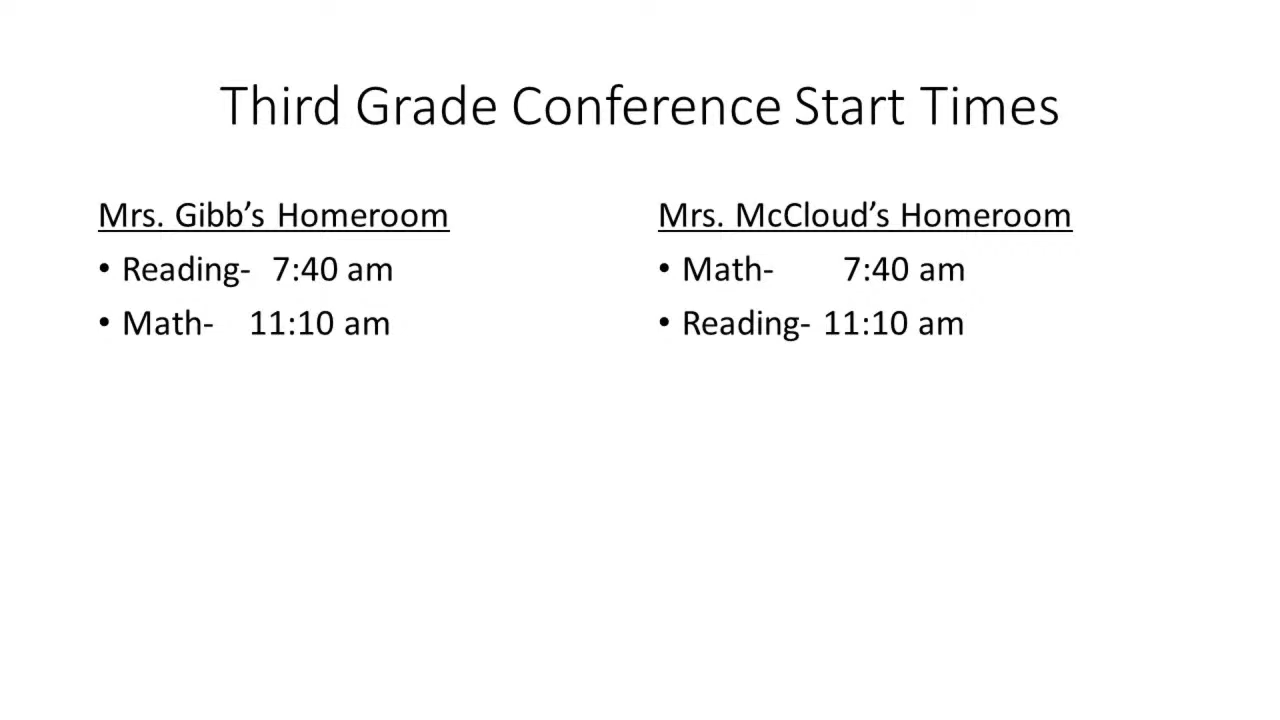 Third Grade Conference Start Times
Mrs. Gibb’s Homeroom
• Reading- 7:40 am
• Math- 11:10 am
Mrs. McCloud’s Homeroom
• Math- 7:40 am
• Reading- 11:10 am